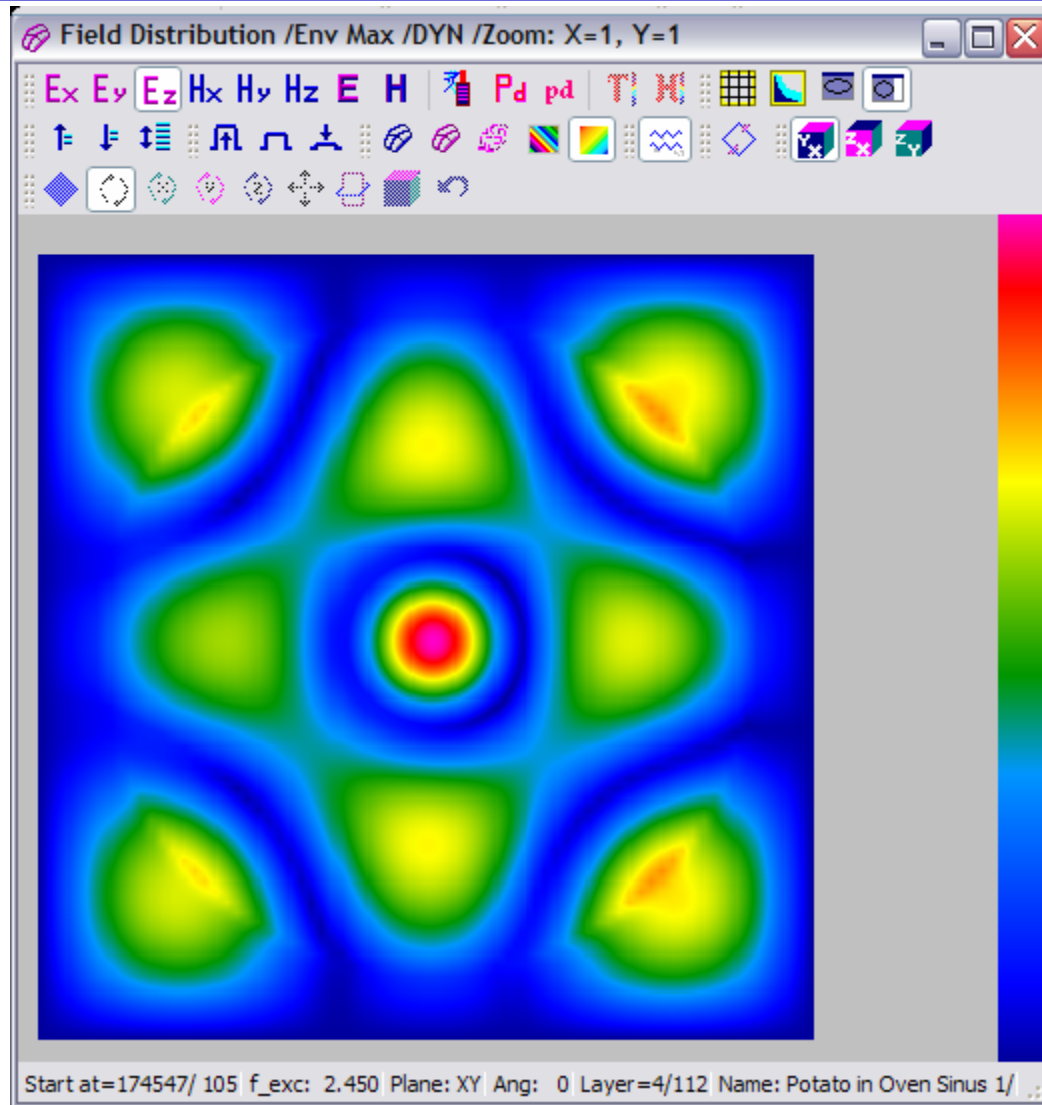 Field Distribution /Env Max /DYN /Zoom: X=1, Y=1
Ex Ey Ez Hx Hy Hz E H Pd pd T H
Y X Z X Z Y
x y z
Start at=174547/ 105 f_exc: 2.450 Plane: XY Ang: 0 Layer=4/112 Name: Potato in Oven Sinus 1/